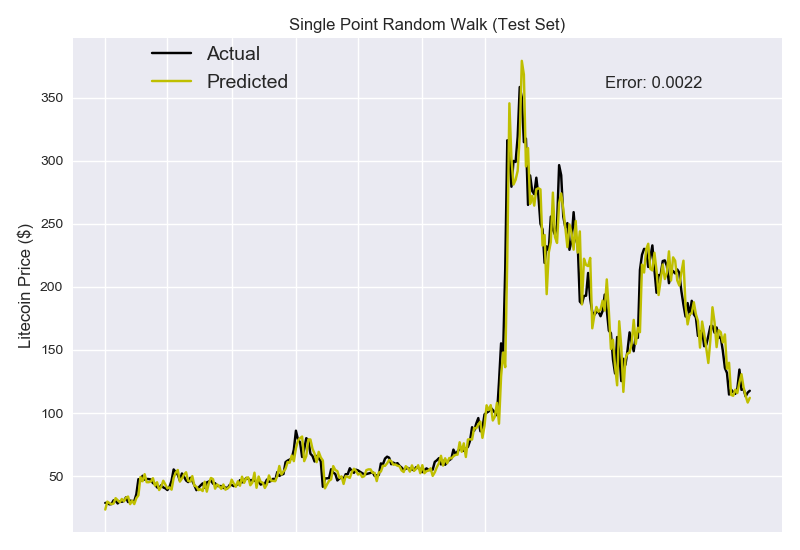 Single Point Random Walk (Test Set)
Actual
Predicted
Error: 0.0022
350
300
250
200
150
100
50
Litecoin Price ($)